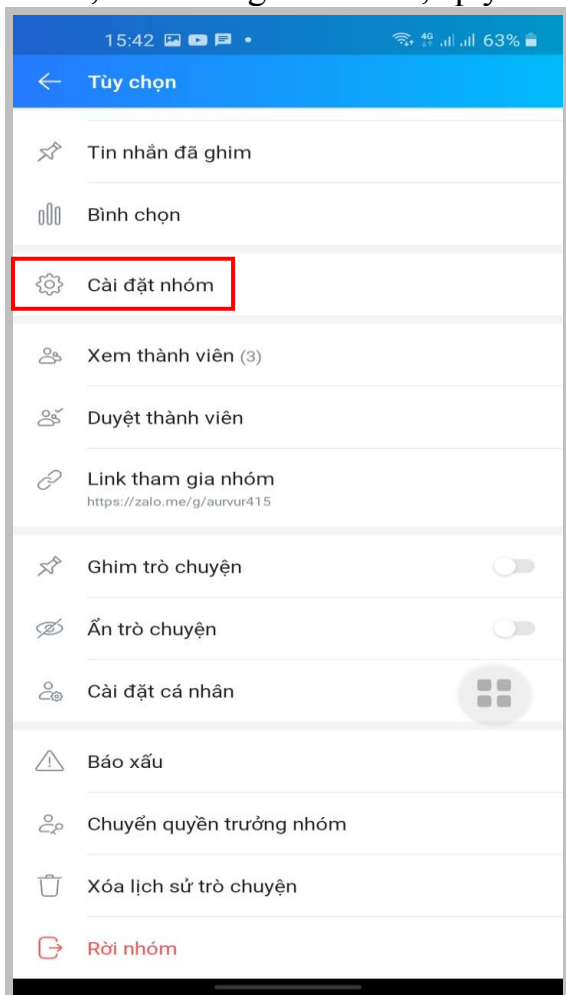 15:42 63%
Tùy chọn
Tin nhắn đã ghim
Bình chọn
Cài đặt nhóm
Xem thành viên (3)
Duyệt thành viên
Link tham gia nhóm
https://zalo.me/g/aurvur415
Ghim trò chuyện
Ẩn trò chuyện
Cài đặt cá nhân
Báo xấu
Chuyển quyền trưởng nhóm
Xóa lịch sử trò chuyện
Rời nhóm